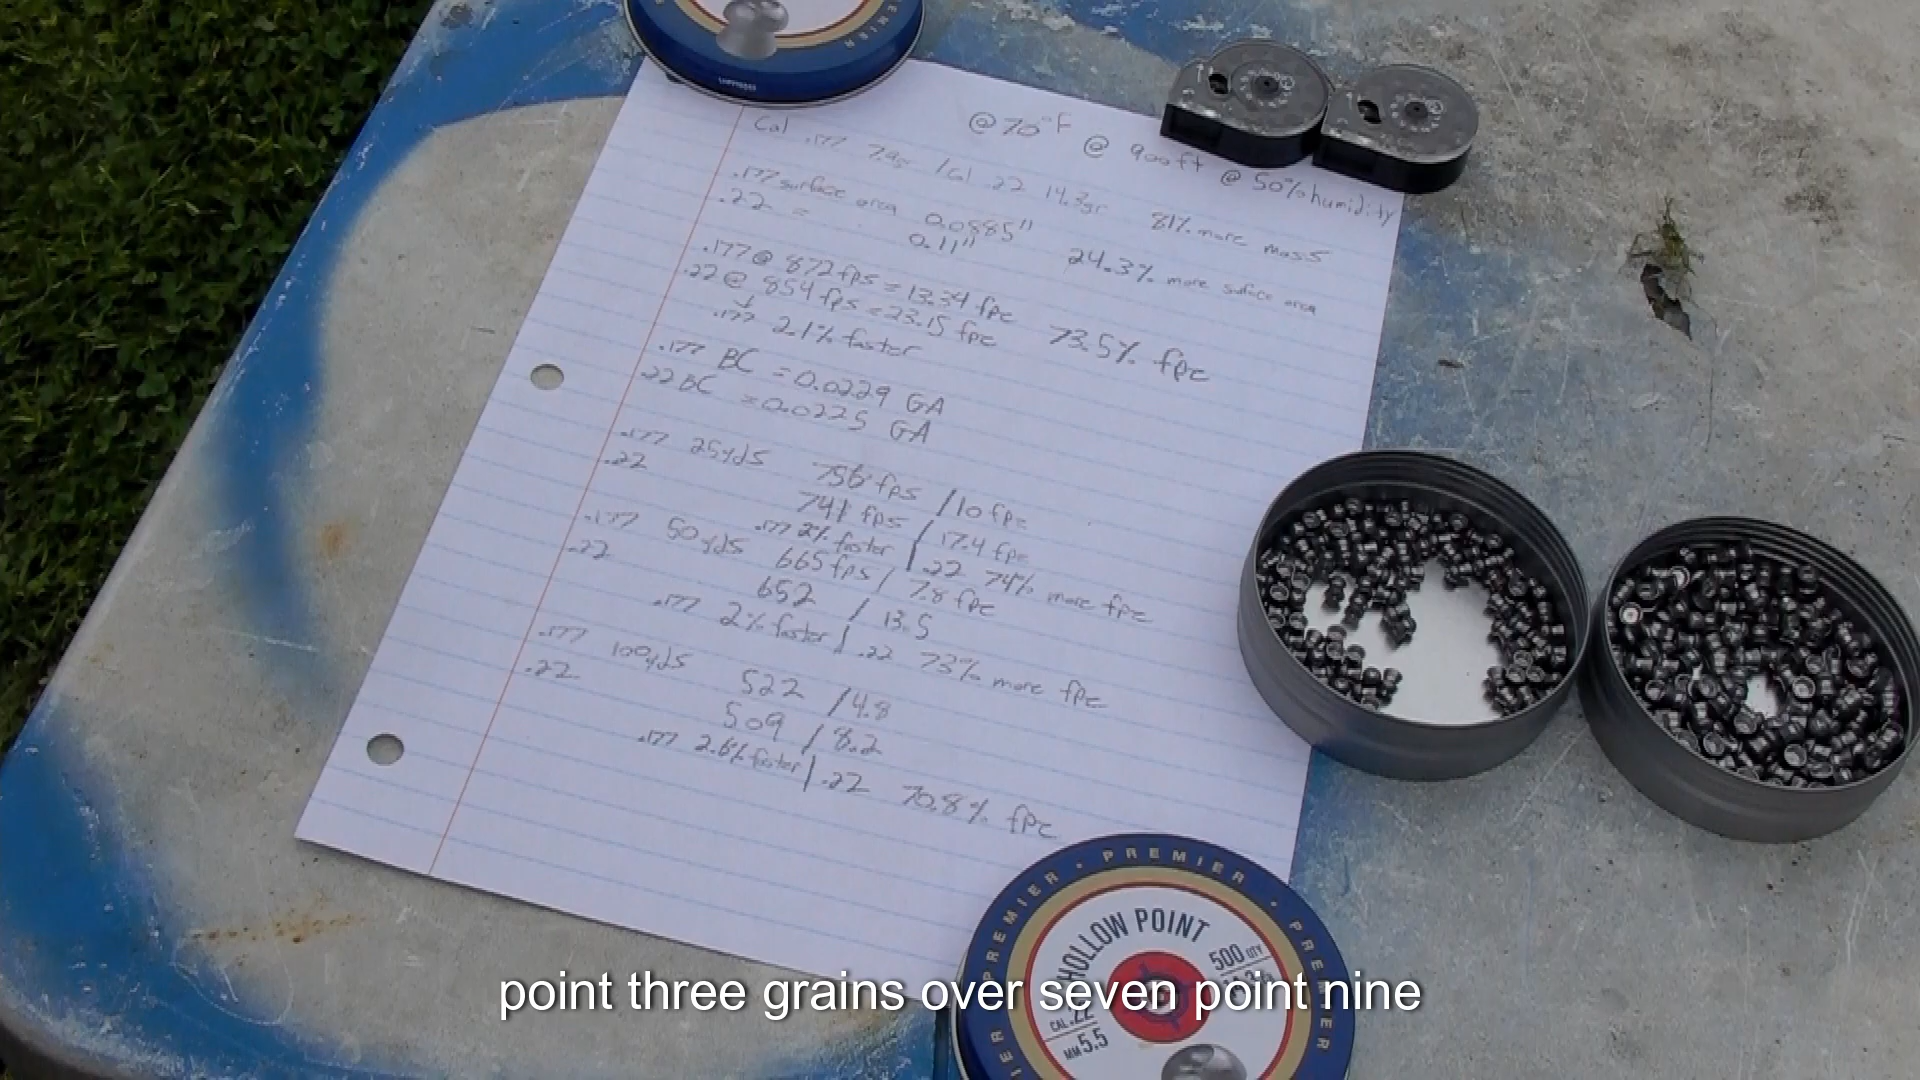 @70°F @ 900ft @ 50% humidity
Cal .177 7.9gr / Cal .22 14.3gr 81% more mass
.177 surface area 0.0885"
.22 = 0.11" 24.3% more surface area
.177 @ 872 fps = 13.34 fpe
.22 @ 854 fps = 23.15 fpe 73.5% fpe
.177 2.1% faster
.177 BC = 0.0229 GA
.22 BC = 0.0225 GA
.177 25yds 756 fps / 10 fpe
.22 741 fps / 17.4 fpe
.177 2% faster | .22 74% more fpe
.177 50yds 665 fps / 7.8 fpe
.22 652 / 13.5
.177 2% faster | .22 73% more fpe
.177 100yds 522 / 4.8
.22 509 / 8.2
.177 2.6% faster | .22 70.8% fpe
PREMIER • PREMIER • PREMIER
HOLLOW POINT
500 QTY
CAL .22
MM 5.5
point three grains over seven point nine